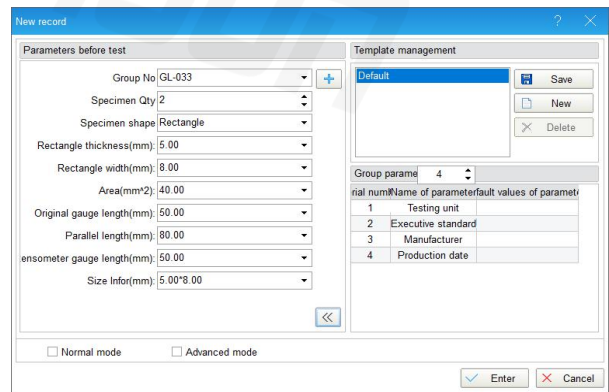 New record
Parameters before test
Group No GL-033
Specimen Qty 2
Specimen shape Rectangle
Rectangle thickness(mm): 5.00
Rectangle width(mm): 8.00
Area(mm^2): 40.00
Original gauge length(mm): 50.00
Parallel length(mm): 80.00
ensometer gauge length(mm): 50.00
Size Infor(mm): 5.00*8.00
Normal mode Advanced mode
Template management
Default
Save
New
Delete
Group parame 4
rial num Name of parameter fault values of paramet
1 Testing unit
2 Executive standard
3 Manufacturer
4 Production date
Enter Cancel